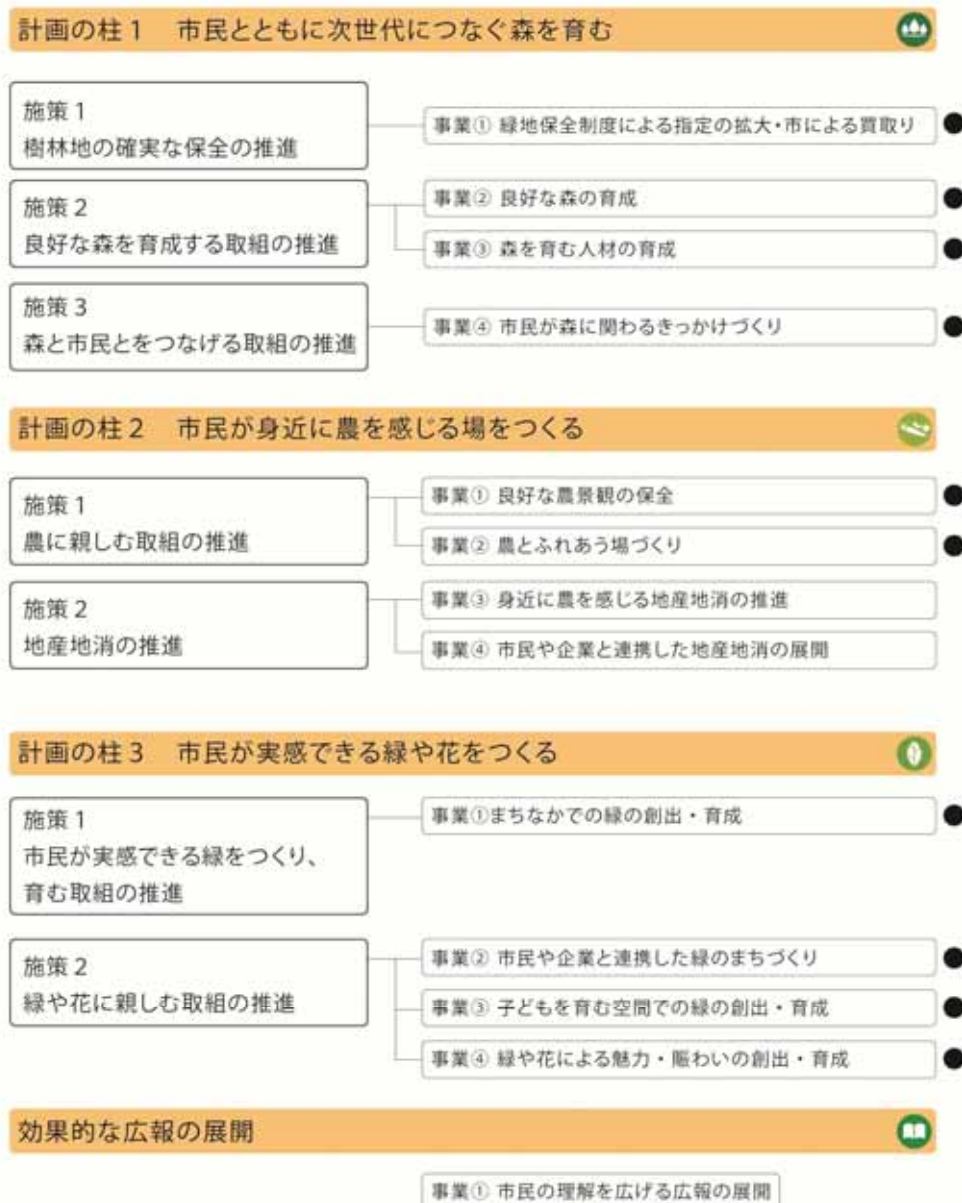 計画の柱1 市民とともに次世代につなぐ森を育む
施策1
樹林地の確実な保全の推進
事業① 緑地保全制度による指定の拡大・市による買取り
施策2
良好な森を育成する取組の推進
事業② 良好な森の育成
事業③ 森を育む人材の育成
施策3
森と市民とをつなげる取組の推進
事業④ 市民が森に関わるきっかけづくり
計画の柱2 市民が身近に農を感じる場をつくる
施策1
農に親しむ取組の推進
事業① 良好な農景観の保全
事業② 農とふれあう場づくり
施策2
地産地消の推進
事業③ 身近に農を感じる地産地消の推進
事業④ 市民や企業と連携した地産地消の展開
計画の柱3 市民が実感できる緑や花をつくる
施策1
市民が実感できる緑をつくり、
育む取組の推進
事業①まちなかでの緑の創出・育成
施策2
緑や花に親しむ取組の推進
事業② 市民や企業と連携した緑のまちづくり
事業③ 子どもを育む空間での緑の創出・育成
事業④ 緑や花による魅力・賑わいの創出・育成
効果的な広報の展開
事業① 市民の理解を広げる広報の展開